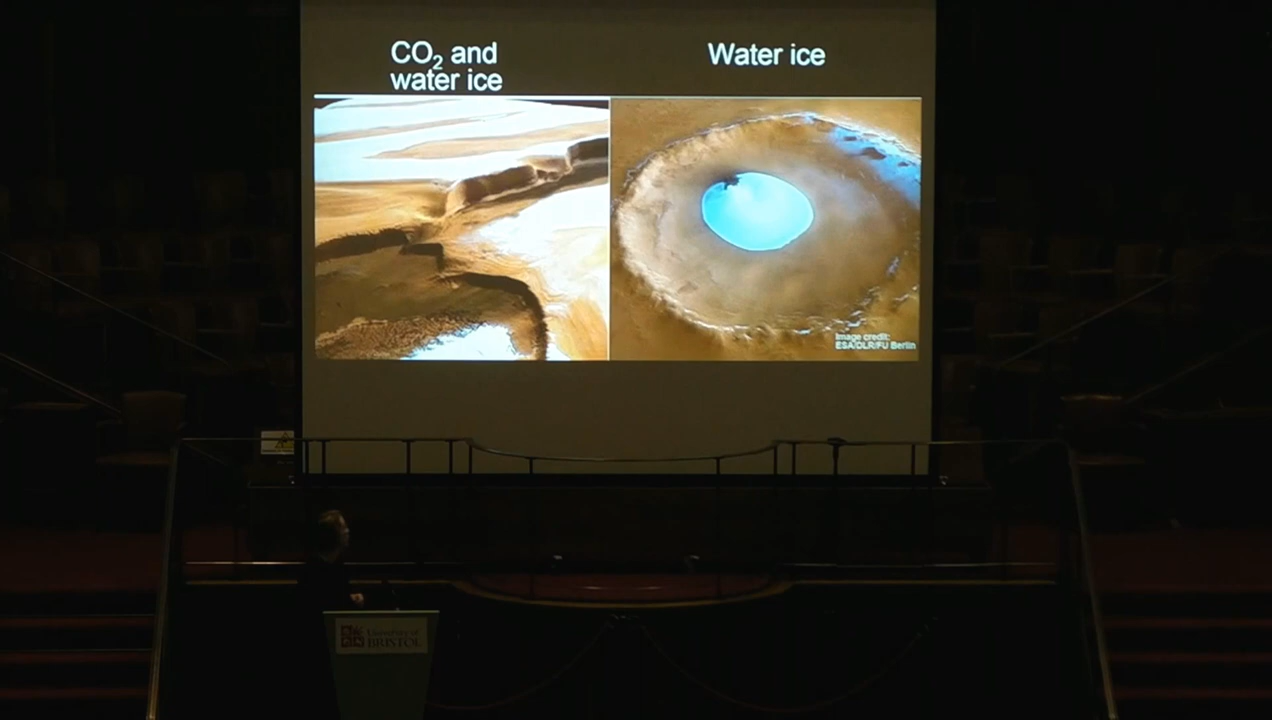 CO₂ and
water ice
Water ice
Image credit:
ESA/DLR/FU Berlin
University of
BRISTOL